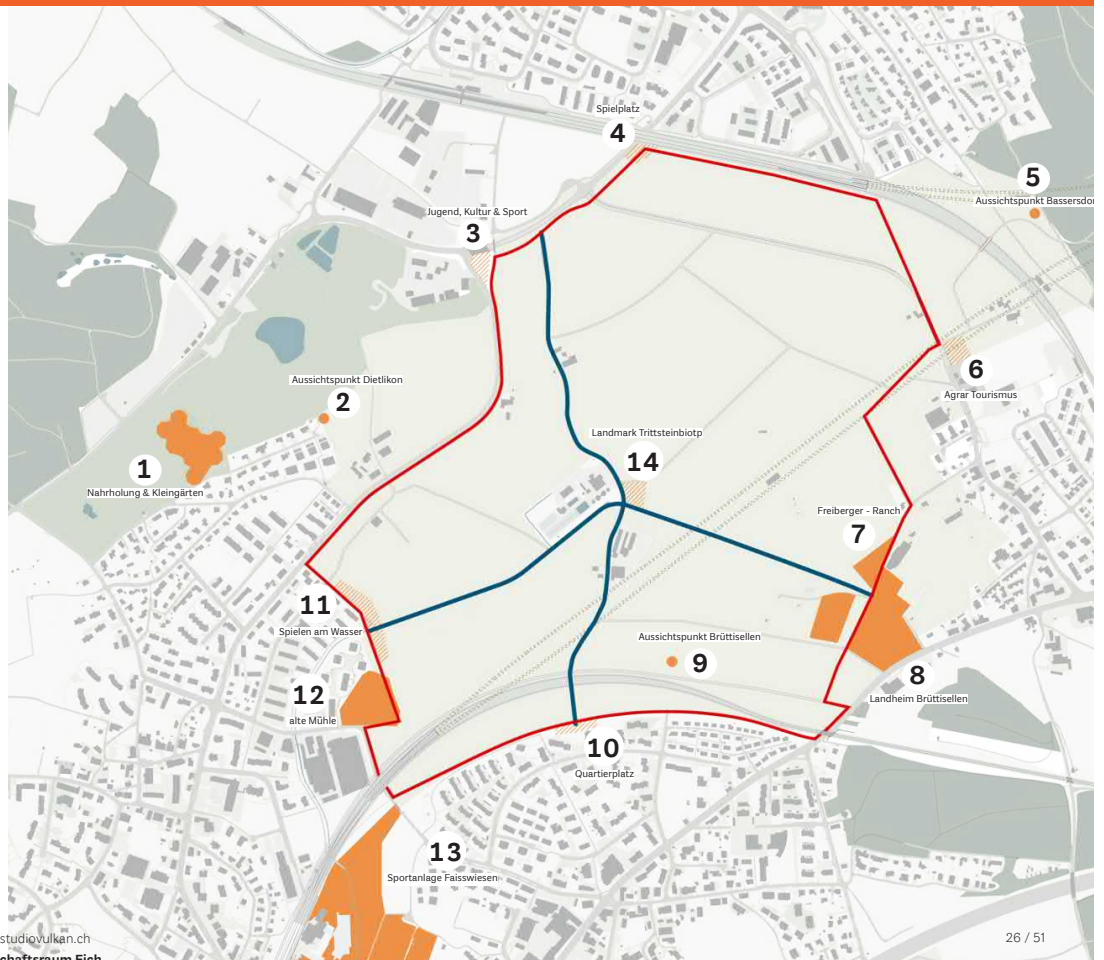 Spielplatz
4
5
Aussichtspunkt Bassersdor
Jugend, Kultur & Sport
3
6
Agrar Tourismus
Aussichtspunkt Dietlikon
2
Landmark Trittsteinbiotp
14
1
Nahrholung & Kleingärten
Freiberger - Ranch
7
11
Spielen am Wasser
Aussichtspunkt Brüttisellen
9
8
Landheim Brüttisellen
12
alte Mühle
10
Quartierplatz
13
Sportanlage Faisswiesen
studiovulkan.ch
chaftsraum Eich
26 / 51